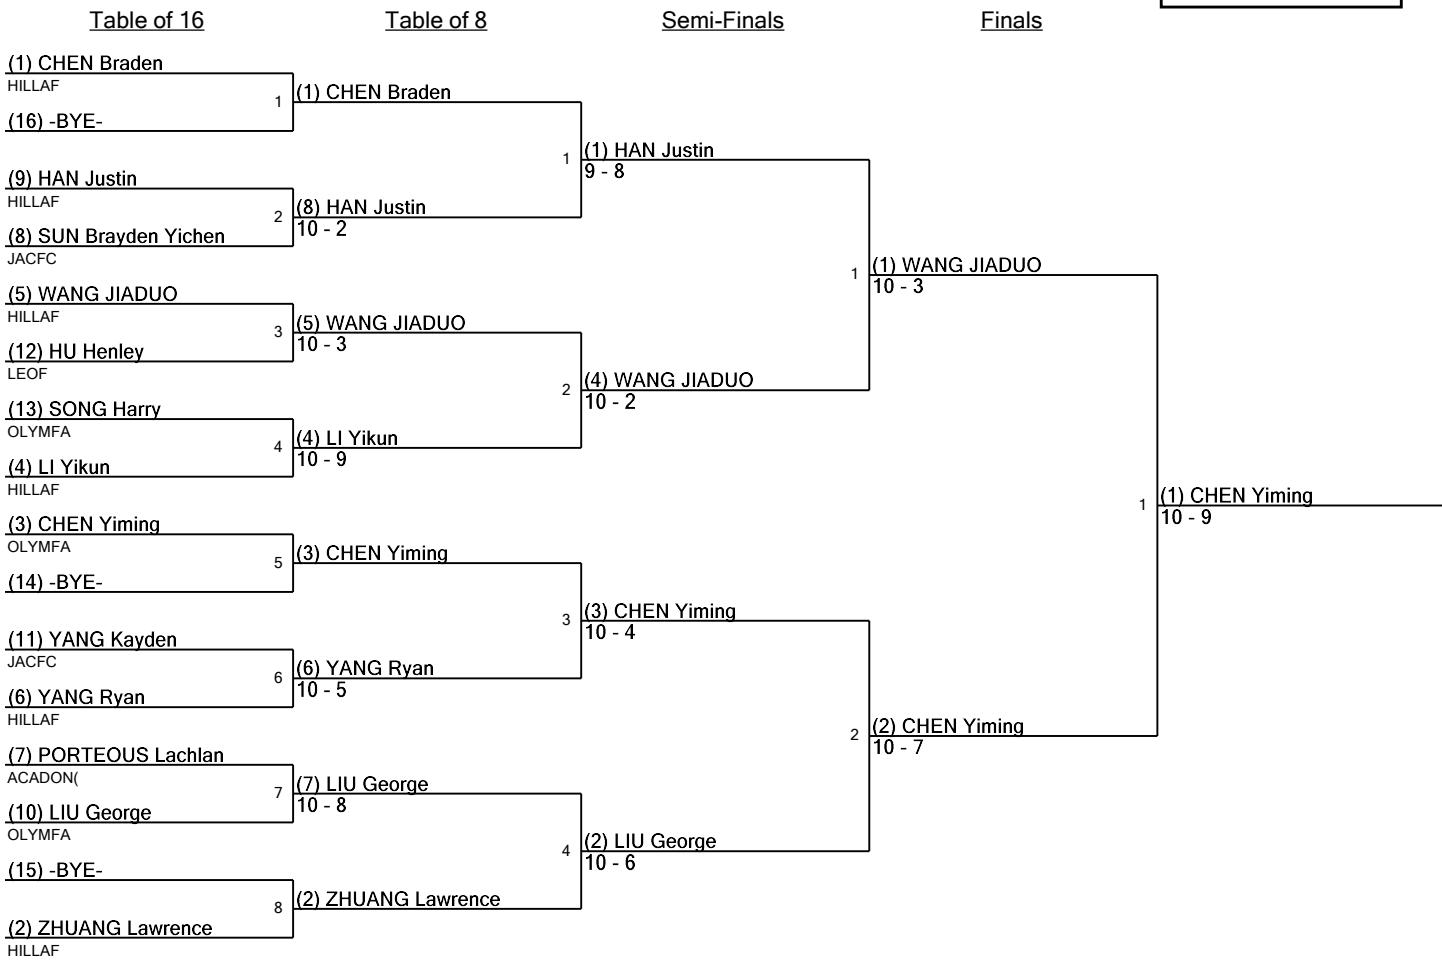 Table of 16
Table of 8
Semi-Finals
Finals
(1) CHEN Braden
HILLAF
1
(16) -BYE-
(9) HAN Justin
HILLAF
2
(8) SUN Brayden Yichen
JACFC
(5) WANG JIADUO
HILLAF
3
(12) HU Henley
LEOF
(13) SONG Harry
OLYMFA
4
(4) LI Yikun
HILLAF
(3) CHEN Yiming
OLYMFA
5
(14) -BYE-
(11) YANG Kayden
JACFC
6
(6) YANG Ryan
HILLAF
(7) PORTEOUS Lachlan
ACADON(
7
(10) LIU George
OLYMFA
(15) -BYE-
8
(2) ZHUANG Lawrence
HILLAF
(1) CHEN Braden
1
(8) HAN Justin
10 - 2
(5) WANG JIADUO
10 - 3
2
(4) LI Yikun
10 - 9
(3) CHEN Yiming
3
(6) YANG Ryan
10 - 5
(7) LIU George
10 - 8
4
(2) ZHUANG Lawrence
(1) HAN Justin
9 - 8
1
(4) WANG JIADUO
10 - 2
(3) CHEN Yiming
10 - 4
2
(2) LIU George
10 - 6
(1) WANG JIADUO
10 - 3
1
(2) CHEN Yiming
10 - 7
(1) CHEN Yiming
10 - 9